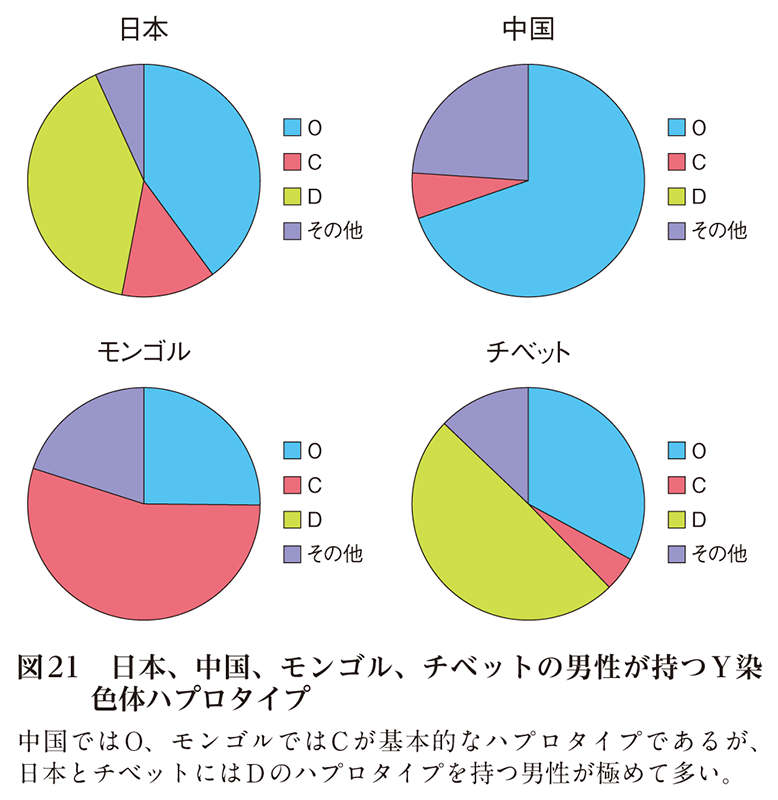 日本
O
C
D
その他
中国
O
C
D
その他
モンゴル
O
C
D
その他
チベット
O
C
D
その他
図21　日本、中国、モンゴル、チベットの男性が持つY染
色体ハプロタイプ
中国ではO、モンゴルではCが基本的なハプロタイプであるが、
日本とチベットにはDのハプロタイプを持つ男性が極めて多い。